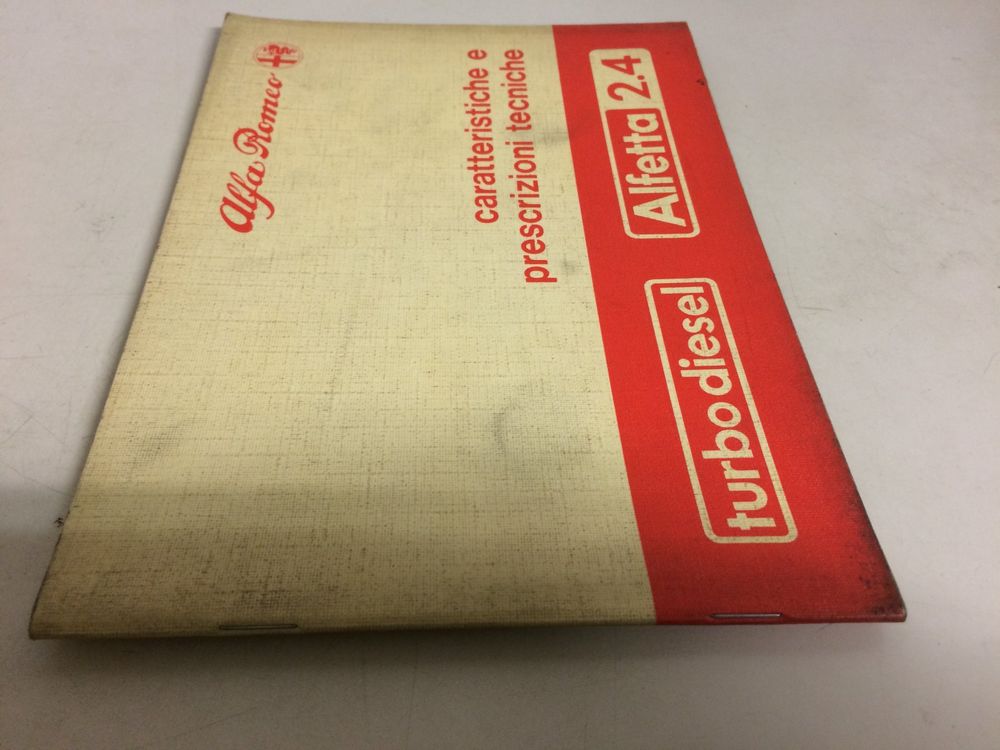 Alfa Romeo
caratteristiche e
prescrizioni tecniche
turbodiesel Alfetta 2.4